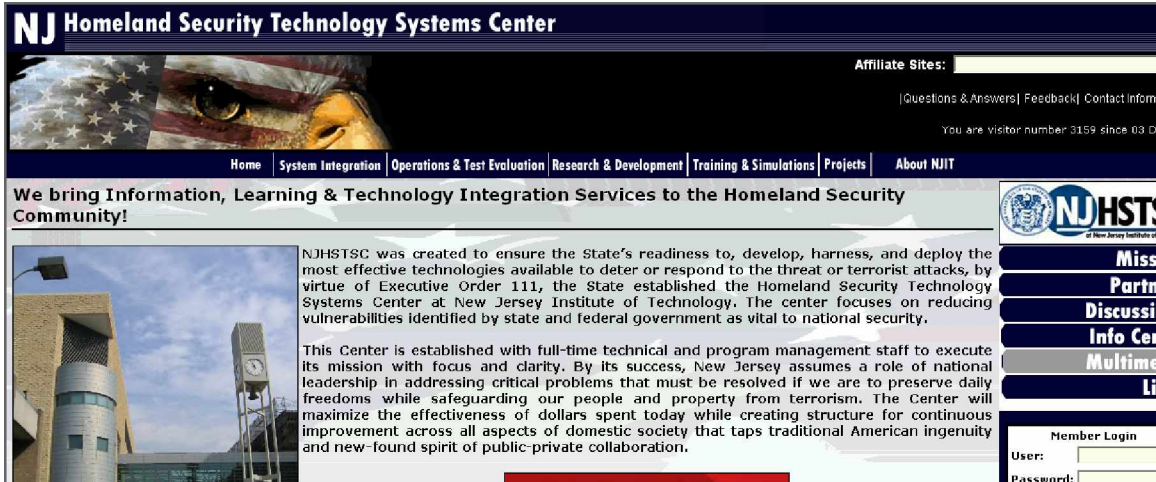 NJ Homeland Security Technology Systems Center
Affiliate Sites:
|Questions & Answers| Feedback| Contact Inform
You are visitor number 3159 since 03 D
Home | System Integration | Operations & Test Evaluation | Research & Development | Training & Simulations | Projects | About NJIT
We bring Information, Learning & Technology Integration Services to the Homeland Security
Community!
NJHSTS
at New Jersey Institute of
NJHSTSC was created to ensure the State's readiness to, develop, harness, and deploy the
most effective technologies available to deter or respond to the threat or terrorist attacks, by
virtue of Executive Order 111, the State established the Homeland Security Technology
Systems Center at New Jersey Institute of Technology. The center focuses on reducing
vulnerabilities identified by state and federal government as vital to national security.
This Center is established with full-time technical and program management staff to execute
its mission with focus and clarity. By its success, New Jersey assumes a role of national
leadership in addressing critical problems that must be resolved if we are to preserve daily
freedoms while safeguarding our people and property from terrorism. The Center will
maximize the effectiveness of dollars spent today while creating structure for continuous
improvement across all aspects of domestic society that taps traditional American ingenuity
and new-found spirit of public-private collaboration.
Miss
Partn
Discussi
Info Cen
Multime
Li
Member Login
User:
Password: